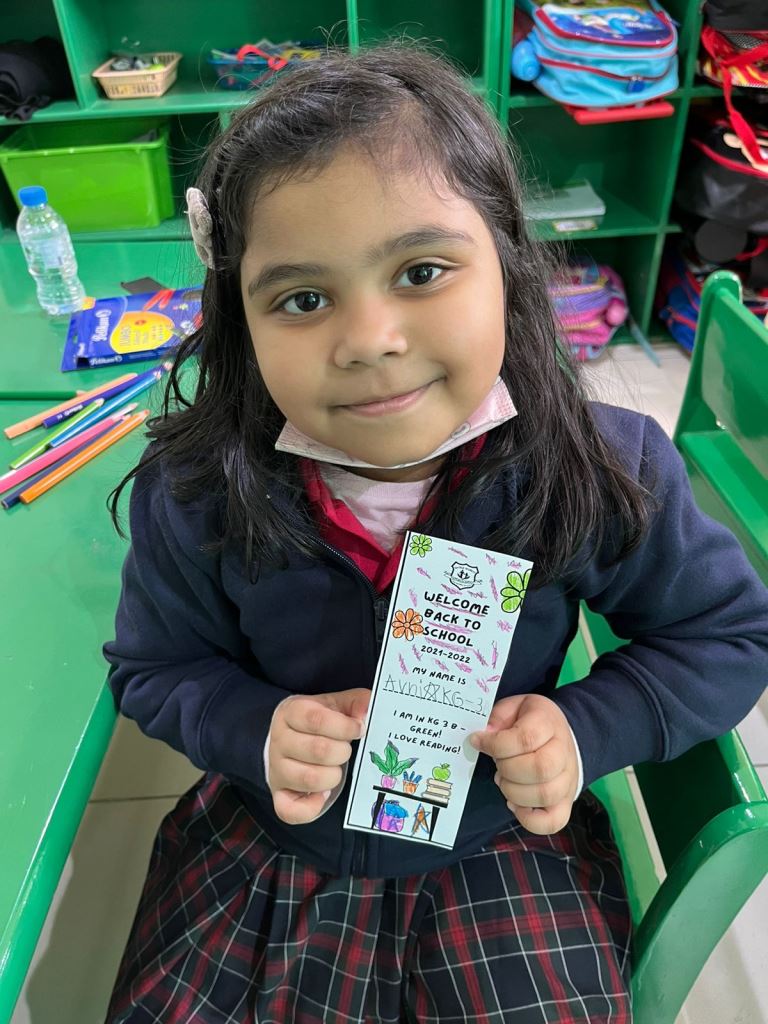 WELCOME
BACK TO
SCHOOL
2021-2022
MY NAME IS
Avni KG-3
I AM IN KG 3 B -
GREEN!
I LOVE READING!